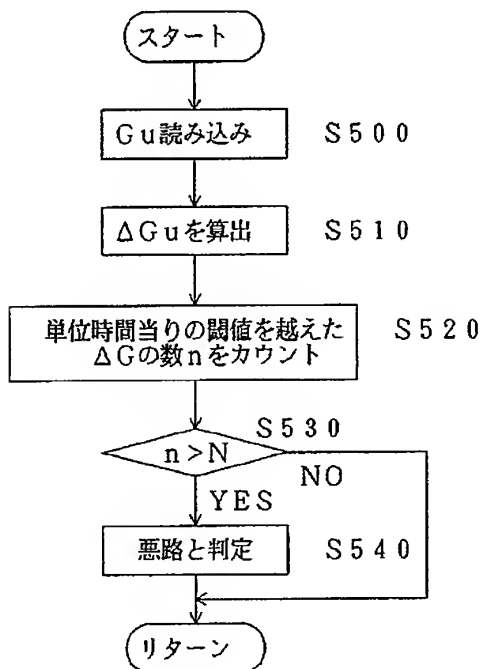 スタート
Gu読み込み S500
ΔGuを算出 S510
単位時間当りの閾値を越えた
ΔGの数nをカウント S520
S530
n>N
NO
YES
悪路と判定 S540
リターン